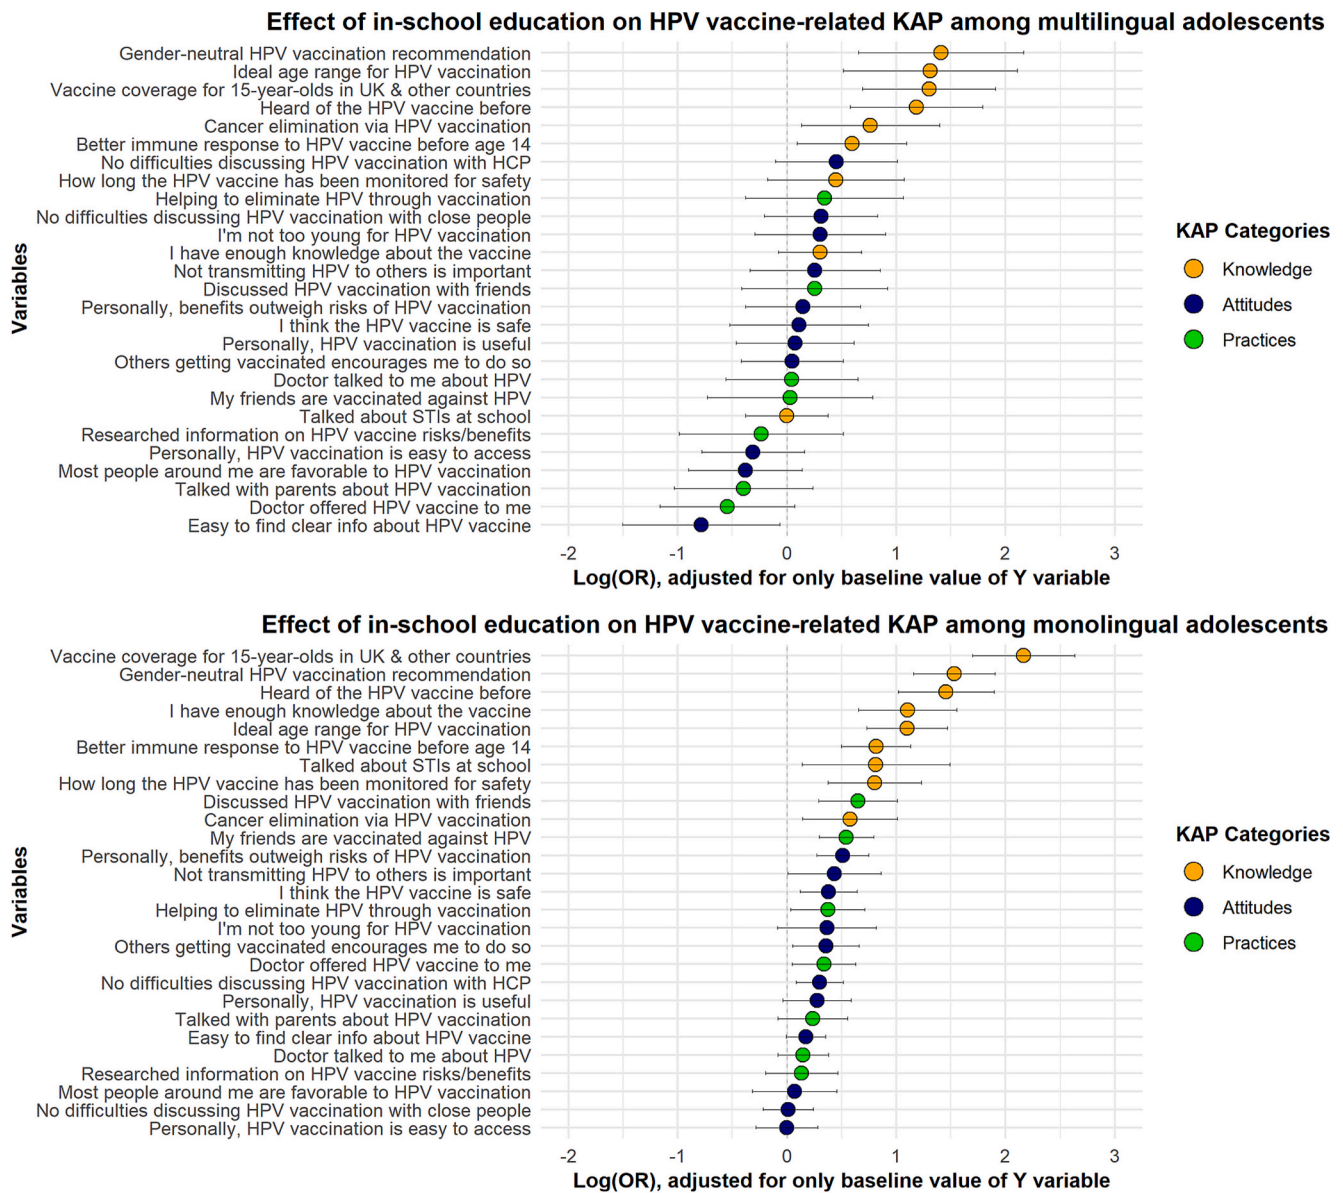 Effect of in-school education on HPV vaccine-related KAP among multilingual adolescents
Variables
Gender-neutral HPV vaccination recommendation
Ideal age range for HPV vaccination
Vaccine coverage for 15-year-olds in UK & other countries
Heard of the HPV vaccine before
Cancer elimination via HPV vaccination
Better immune response to HPV vaccine before age 14
No difficulties discussing HPV vaccination with HCP
How long the HPV vaccine has been monitored for safety
Helping to eliminate HPV through vaccination
No difficulties discussing HPV vaccination with close people
I'm not too young for HPV vaccination
I have enough knowledge about the vaccine
Not transmitting HPV to others is important
Discussed HPV vaccination with friends
Personally, benefits outweigh risks of HPV vaccination
I think the HPV vaccine is safe
Personally, HPV vaccination is useful
Others getting vaccinated encourages me to do so
Doctor talked to me about HPV
My friends are vaccinated against HPV
Talked about STIs at school
Researched information on HPV vaccine risks/benefits
Personally, HPV vaccination is easy to access
Most people around me are favorable to HPV vaccination
Talked with parents about HPV vaccination
Doctor offered HPV vaccine to me
Easy to find clear info about HPV vaccine
-2 -1 0 1 2 3
Log(OR), adjusted for only baseline value of Y variable
KAP Categories
Knowledge
Attitudes
Practices
Effect of in-school education on HPV vaccine-related KAP among monolingual adolescents
Variables
Vaccine coverage for 15-year-olds in UK & other countries
Gender-neutral HPV vaccination recommendation
Heard of the HPV vaccine before
I have enough knowledge about the vaccine
Ideal age range for HPV vaccination
Better immune response to HPV vaccine before age 14
Talked about STIs at school
How long the HPV vaccine has been monitored for safety
Discussed HPV vaccination with friends
Cancer elimination via HPV vaccination
My friends are vaccinated against HPV
Personally, benefits outweigh risks of HPV vaccination
Not transmitting HPV to others is important
I think the HPV vaccine is safe
Helping to eliminate HPV through vaccination
I'm not too young for HPV vaccination
Others getting vaccinated encourages me to do so
Doctor offered HPV vaccine to me
No difficulties discussing HPV vaccination with HCP
Personally, HPV vaccination is useful
Talked with parents about HPV vaccination
Easy to find clear info about HPV vaccine
Doctor talked to me about HPV
Researched information on HPV vaccine risks/benefits
Most people around me are favorable to HPV vaccination
No difficulties discussing HPV vaccination with close people
Personally, HPV vaccination is easy to access
-2 -1 0 1 2 3
Log(OR), adjusted for only baseline value of Y variable
KAP Categories
Knowledge
Attitudes
Practices